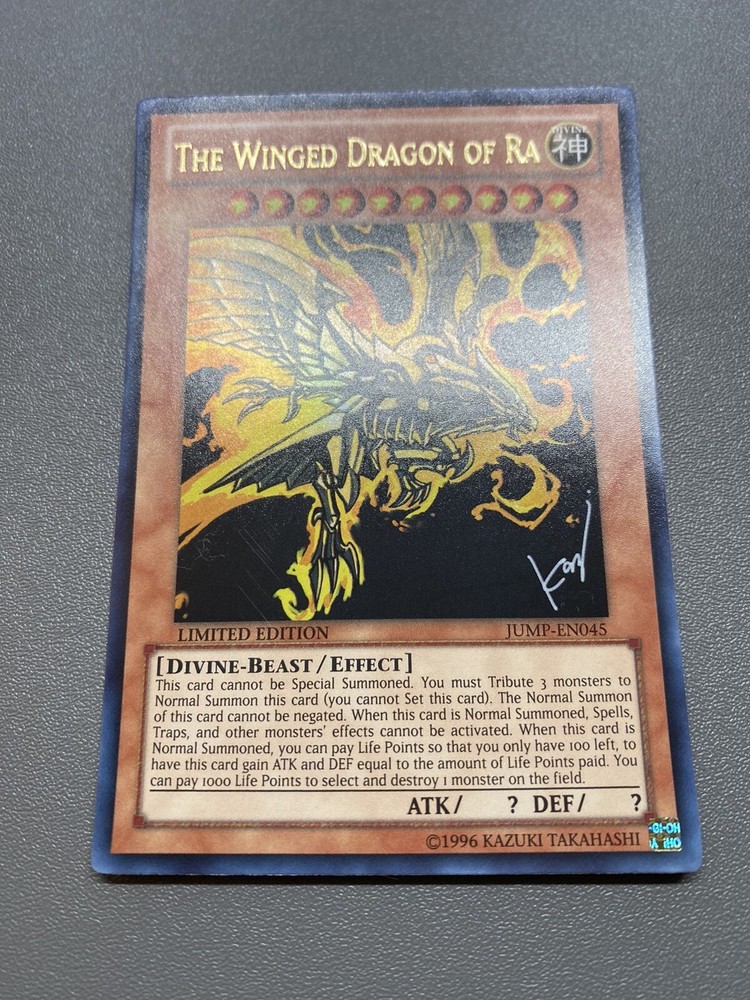 THE WINGED DRAGON OF RA
DIVINE
神
LIMITED EDITION
JUMP-EN045
[DIVINE-BEAST/EFFECT]
This card cannot be Special Summoned. You must Tribute 3 monsters to
Normal Summon this card (you cannot Set this card). The Normal Summon
of this card cannot be negated. When this card is Normal Summoned, Spells,
Traps, and other monsters' effects cannot be activated. When this card is
Normal Summoned, you can pay Life Points so that you only have 100 left, to
have this card gain ATK and DEF equal to the amount of Life Points paid. You
can pay 1000 Life Points to select and destroy 1 monster on the field.
ATK/ ? DEF/ ?
©1996 KAZUKI TAKAHASHI